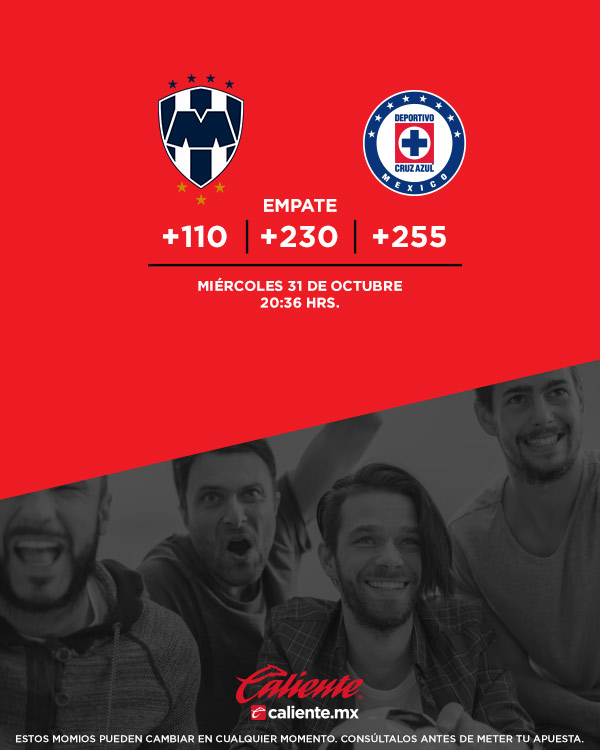 DEPORTIVO
CRUZ AZUL
MEXICO
EMPATE
+110 | +230 | +255
MIÉRCOLES 31 DE OCTUBRE
20:36 HRS.
Caliente
caliente.mx
ESTOS MOMIOS PUEDEN CAMBIAR EN CUALQUIER MOMENTO. CONSÚLTALOS ANTES DE METER TU APUESTA.